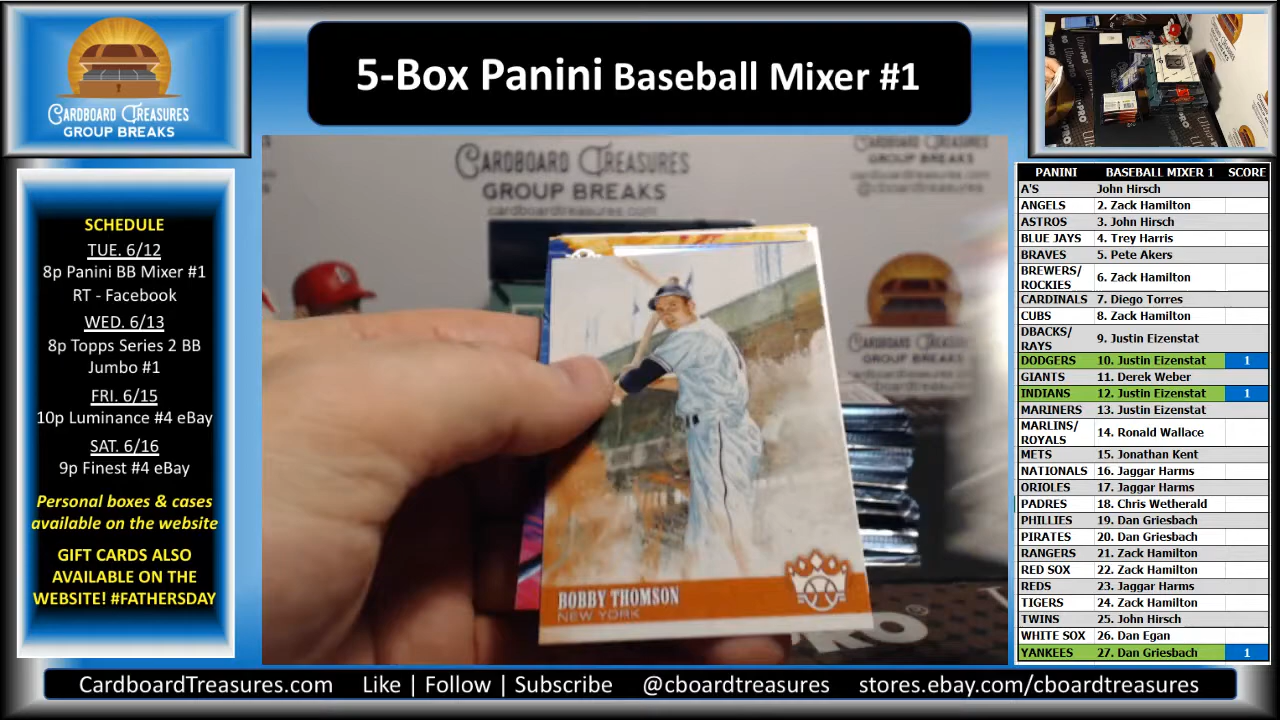 5-Box Panini Baseball Mixer #1
CARDBOARD TREASURES
GROUP BREAKS
SCHEDULE
TUE. 6/12
8p Panini BB Mixer #1
RT - Facebook
WED. 6/13
8p Topps Series 2 BB
Jumbo #1
FRI. 6/15
10p Luminance #4 eBay
SAT. 6/16
9p Finest #4 eBay
Personal boxes & cases
available on the website
GIFT CARDS ALSO
AVAILABLE ON THE
WEBSITE! #FATHERSDAY
CARDBOARD TREASURES
GROUP BREAKS
cardboardtreasures.com
CARDBOARD TREASURES
GROUP BREAKS
BOBBY THOMSON
NEW YORK
PRO
PANINI BASEBALL MIXER 1 SCORE
A'S John Hirsch
ANGELS 2. Zack Hamilton
ASTROS 3. John Hirsch
BLUE JAYS 4. Trey Harris
BRAVES 5. Pete Akers
BREWERS/
ROCKIES 6. Zack Hamilton
CARDINALS 7. Diego Torres
CUBS 8. Zack Hamilton
DBACKS/
RAYS 9. Justin Eizenstat
DODGERS 10. Justin Eizenstat 1
GIANTS 11. Derek Weber
INDIANS 12. Justin Eizenstat 1
MARINERS 13. Justin Eizenstat
MARLINS/
ROYALS 14. Ronald Wallace
METS 15. Jonathan Kent
NATIONALS 16. Jaggar Harms
ORIOLES 17. Jaggar Harms
PADRES 18. Chris Wetherald
PHILLIES 19. Dan Griesbach
PIRATES 20. Dan Griesbach
RANGERS 21. Zack Hamilton
RED SOX 22. Zack Hamilton
REDS 23. Jaggar Harms
TIGERS 24. Zack Hamilton
TWINS 25. John Hirsch
WHITE SOX 26. Dan Egan
YANKEES 27. Dan Griesbach 1
CardboardTreasures.com Like | Follow | Subscribe @cboardtreasures stores.ebay.com/cboardtreasures